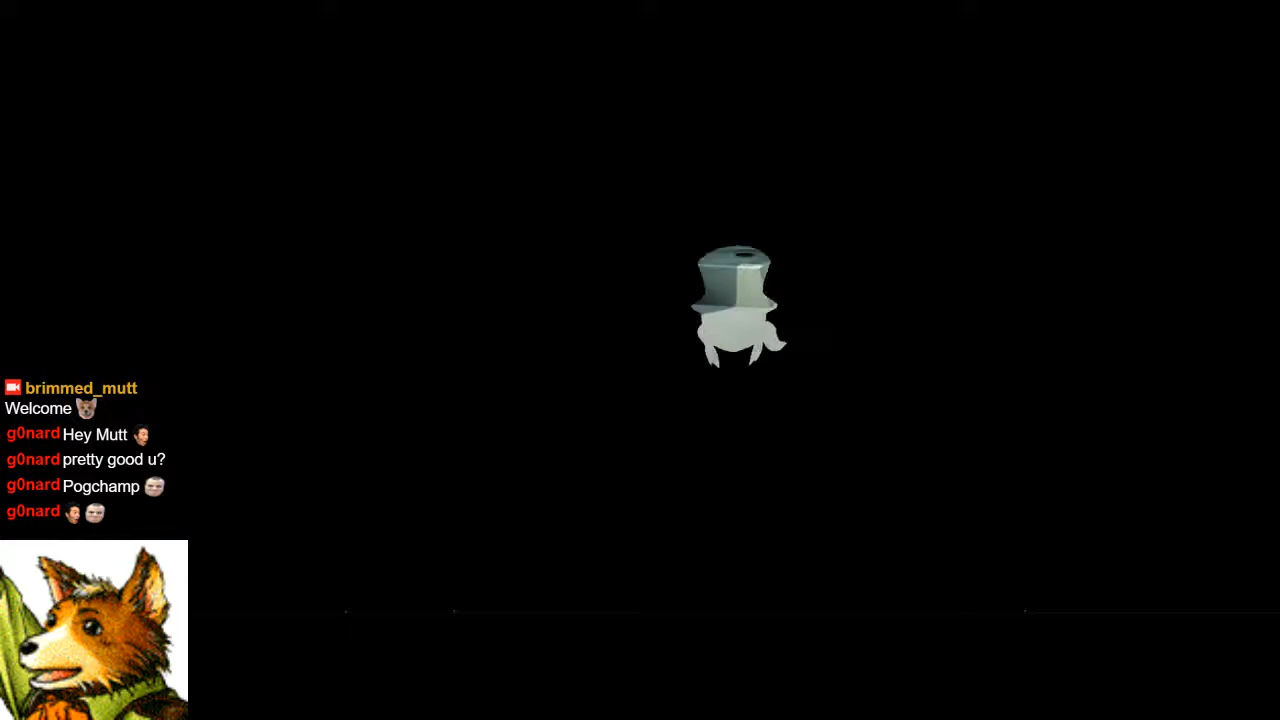 brimmed_mutt
Welcome
g0nard Hey Mutt
g0nard pretty good u?
g0nard Pogchamp
g0nard